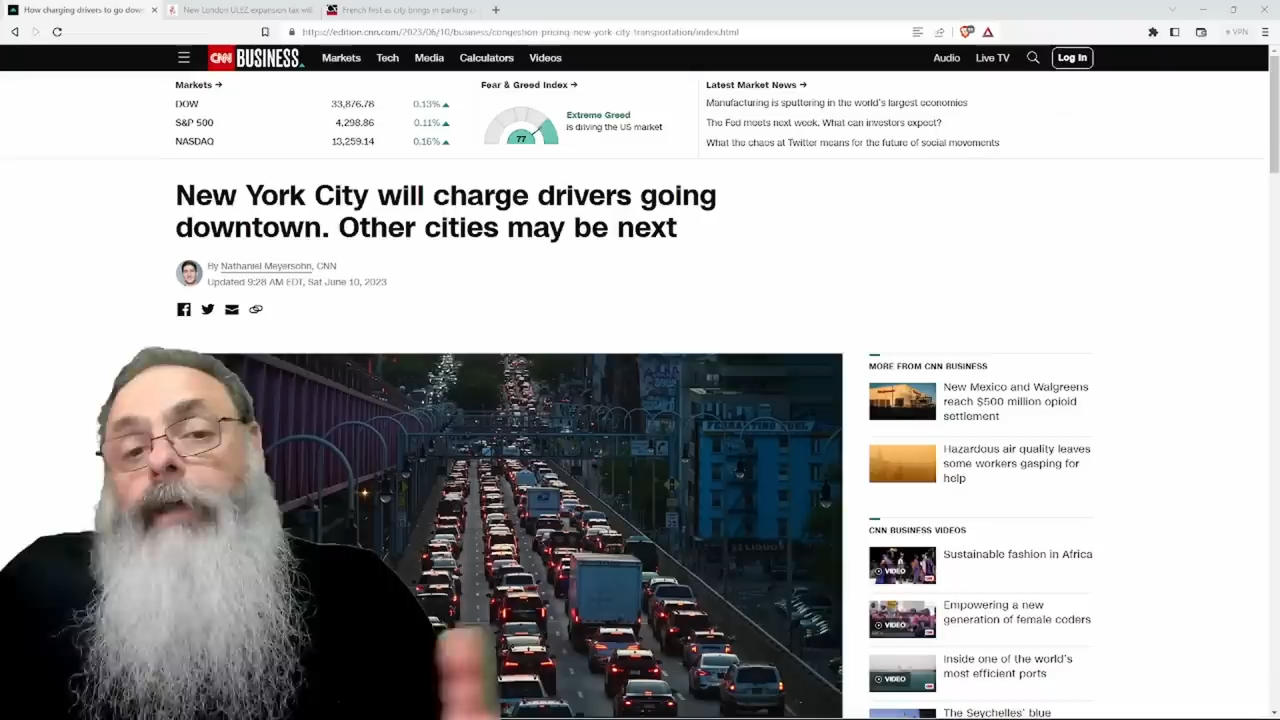 How charging drivers to go dow
New London ULEZ expansion tax will
French first as city brings in parking c
https://edition.cnn.com/2023/06/10/business/congestion-pricing-new-york-city-transportation/index.html
VPN
CNN BUSINESS
Markets
Tech
Media
Calculators
Videos
Audio
Live TV
Log In
Markets →
DOW 33,876.78 0.13%
S&P 500 4,298.86 0.11%
NASDAQ 13,259.14 0.16%
Fear & Greed Index →
77
Extreme Greed
is driving the US market
Latest Market News →
Manufacturing is sputtering in the world's largest economies
The Fed meets next week. What can investors expect?
What the chaos at Twitter means for the future of social movements
New York City will charge drivers going
downtown. Other cities may be next
By Nathaniel Meyersohn, CNN
Updated 9:28 AM EDT, Sat June 10, 2023
MORE FROM CNN BUSINESS
New Mexico and Walgreens
reach $500 million opioid
settlement
Hazardous air quality leaves
some workers gasping for
help
CNN BUSINESS VIDEOS
VIDEO
Sustainable fashion in Africa
VIDEO
Empowering a new
generation of female coders
VIDEO
Inside one of the world's
most efficient ports
The Seychelles' blue